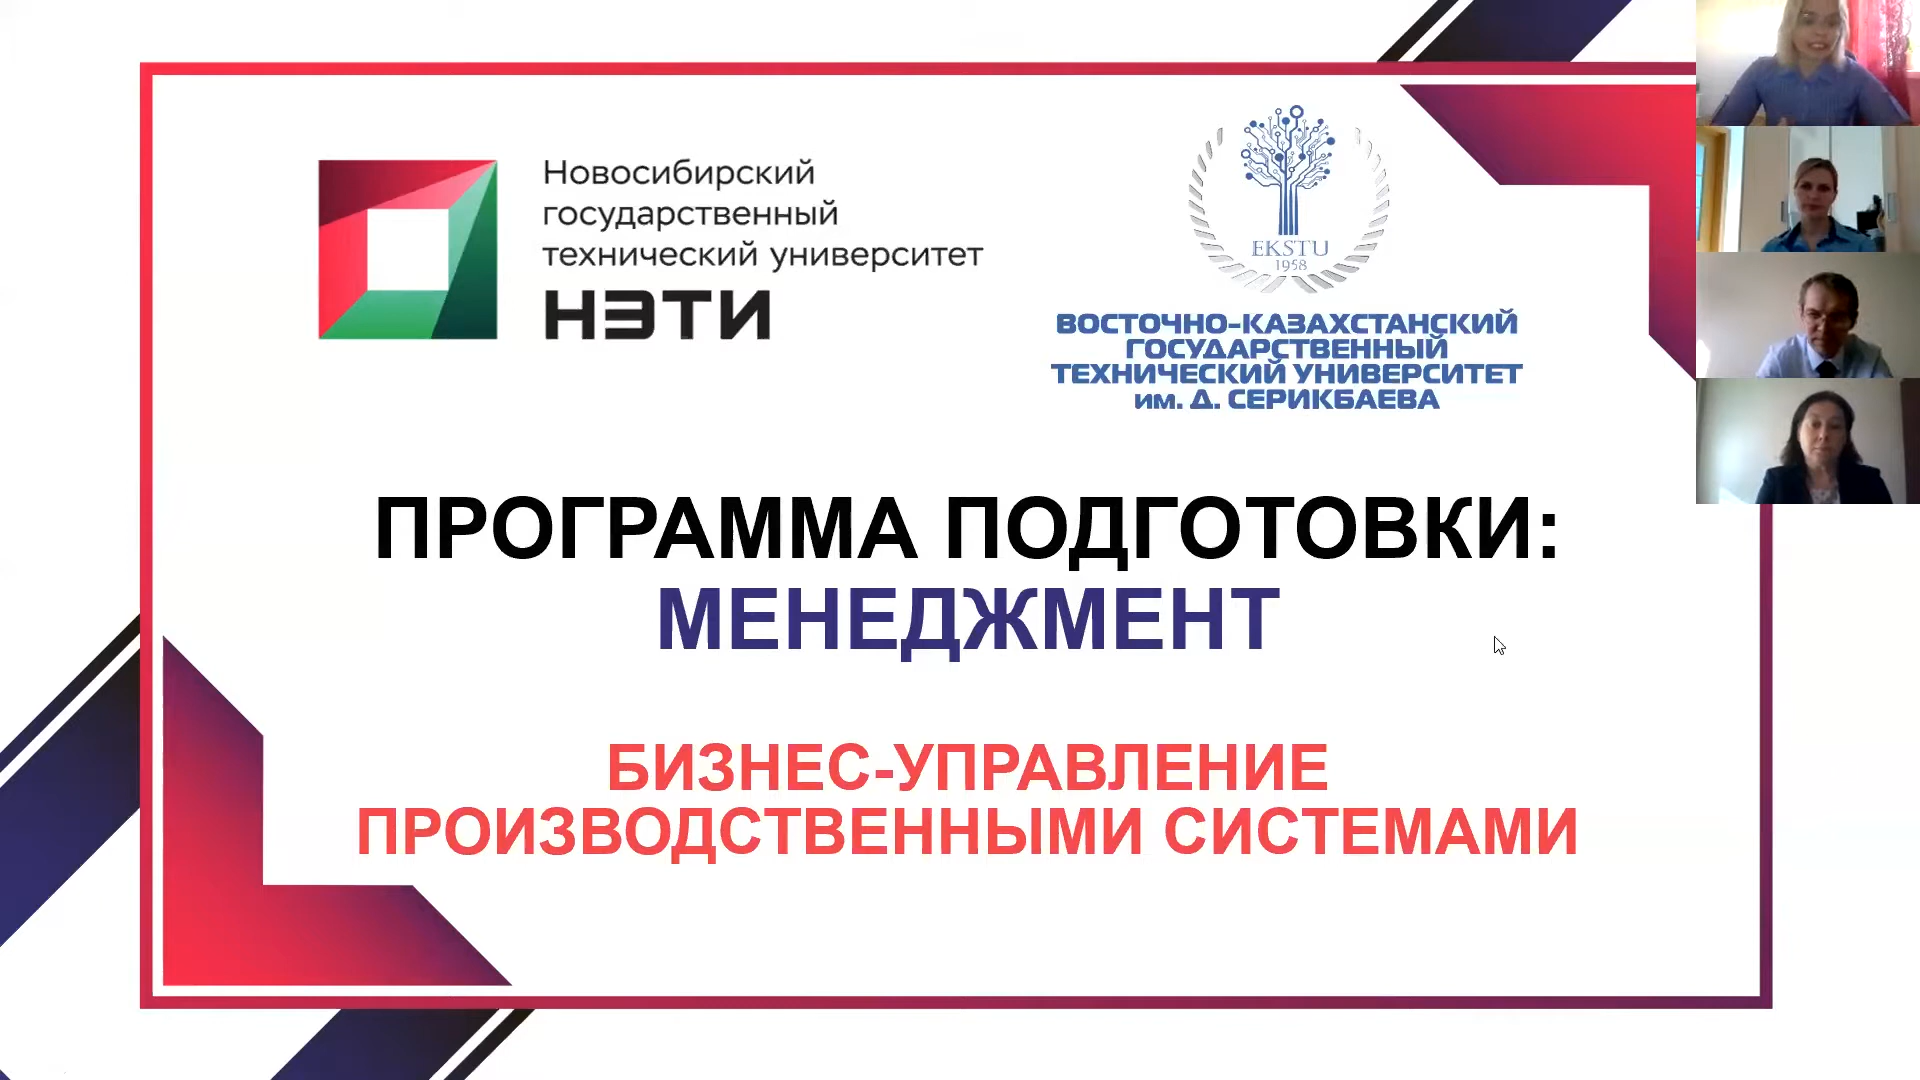 Новосибирский
государственный
технический университет
НЭТИ
EKSTU
1958
ВОСТОЧНО-КАЗАХСТАНСКИЙ
ГОСУДАРСТВЕННЫЙ
ТЕХНИЧЕСКИЙ УНИВЕРСИТЕТ
им. Д. СЕРИКБАЕВА
ПРОГРАММА ПОДГОТОВКИ:
МЕНЕДЖМЕНТ
БИЗНЕС-УПРАВЛЕНИЕ
ПРОИЗВОДСТВЕННЫМИ СИСТЕМАМИ